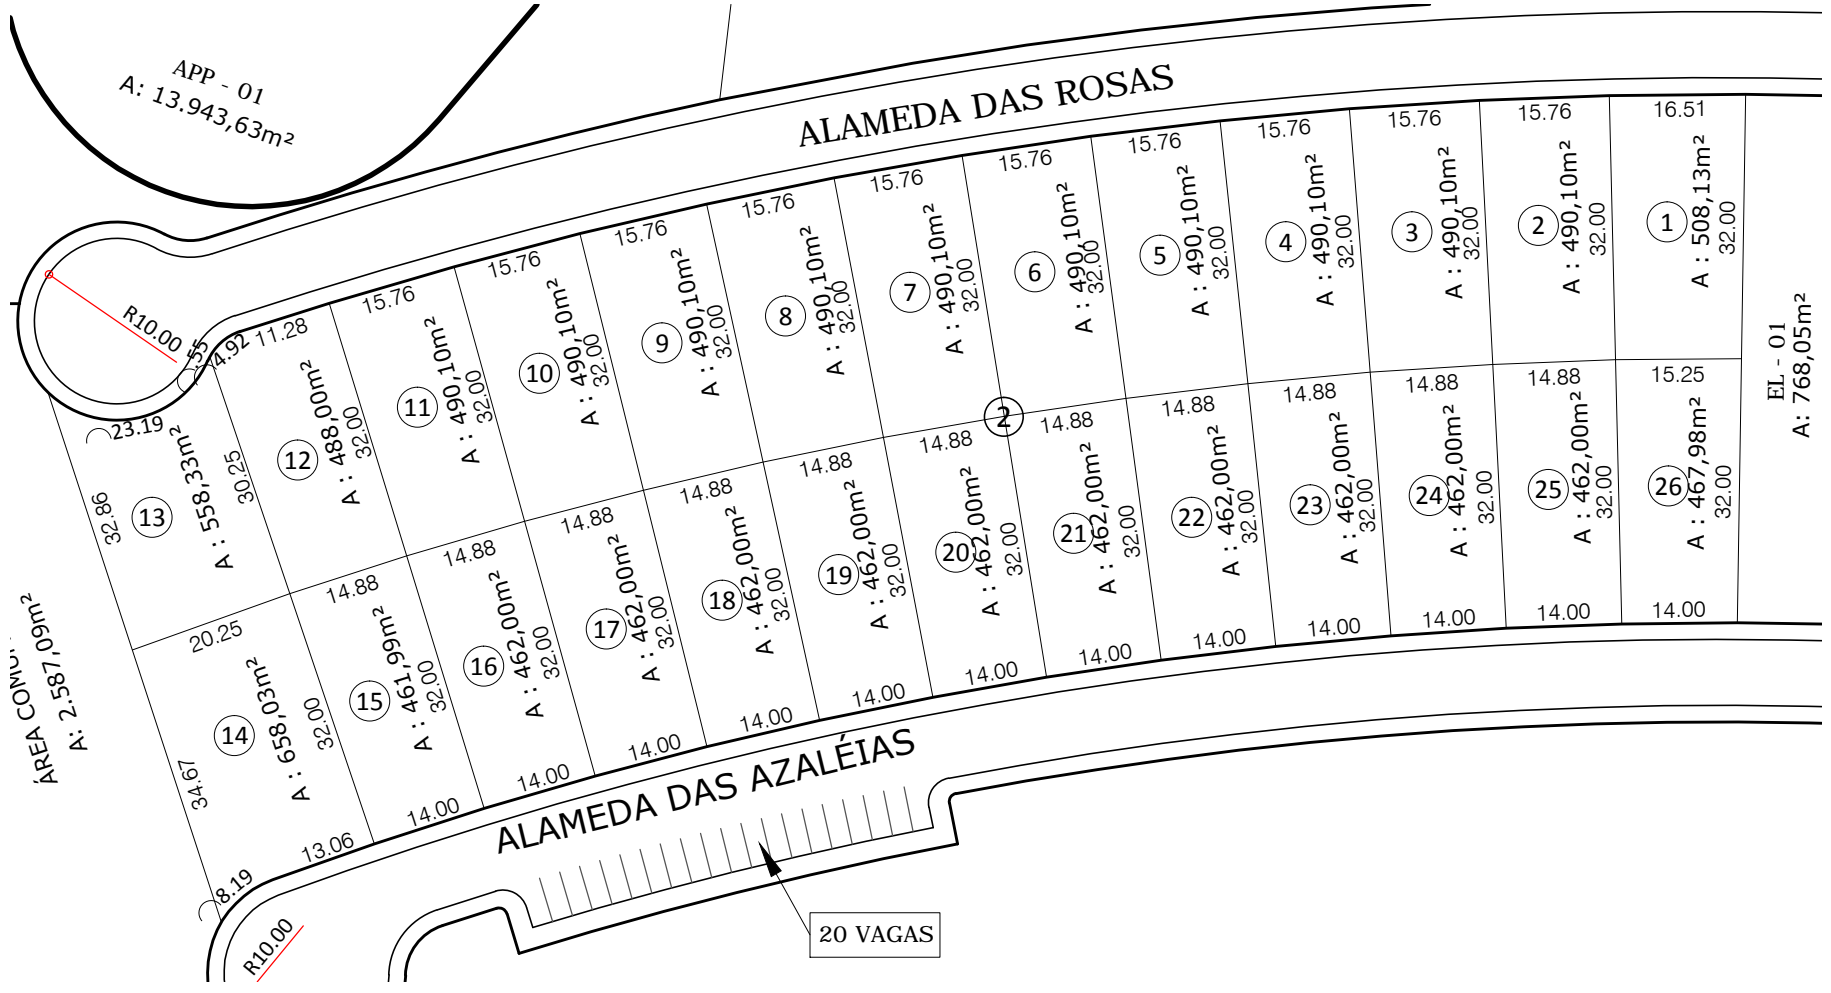 APP - 01
A: 13.943,63m²
ALAMEDA DAS ROSAS
R10.00
.55
4.92
11.28
15.76
15.76
15.76
15.76
15.76
15.76
15.76
15.76
15.76
15.76
16.51
23.19
32.86
13
A : 558,33m²
30.25
12
A : 488,00m²
32.00
11
A : 490,10m²
32.00
10
A : 490,10m²
32.00
9
A : 490,10m²
32.00
8
A : 490,10m²
32.00
7
A : 490,10m²
32.00
6
A : 490,10m²
32.00
5
A : 490,10m²
32.00
4
A : 490,10m²
32.00
3
A : 490,10m²
32.00
2
A : 490,10m²
32.00
1
A : 508,13m²
32.00
EL - 01
A: 768,05m²
2
20.25
14.88
14.88
14.88
14.88
14.88
14.88
14.88
14.88
14.88
14.88
14.88
15.25
A: 2.587,09m²
34.67
14
A : 658,03m²
32.00
15
A : 461,99m²
32.00
16
A : 462,00m²
32.00
17
A : 462,00m²
32.00
18
A : 462,00m²
32.00
19
A : 462,00m²
32.00
20
A : 462,00m²
32.00
21
A : 462,00m²
32.00
22
A : 462,00m²
32.00
23
A : 462,00m²
32.00
24
A : 462,00m²
32.00
25
A : 462,00m²
32.00
26
A : 467,98m²
32.00
8.19
13.06
14.00
14.00
14.00
14.00
14.00
14.00
14.00
14.00
14.00
14.00
14.00
14.00
ALAMEDA DAS AZALÉIAS
R10.00
20 VAGAS
ÁREA